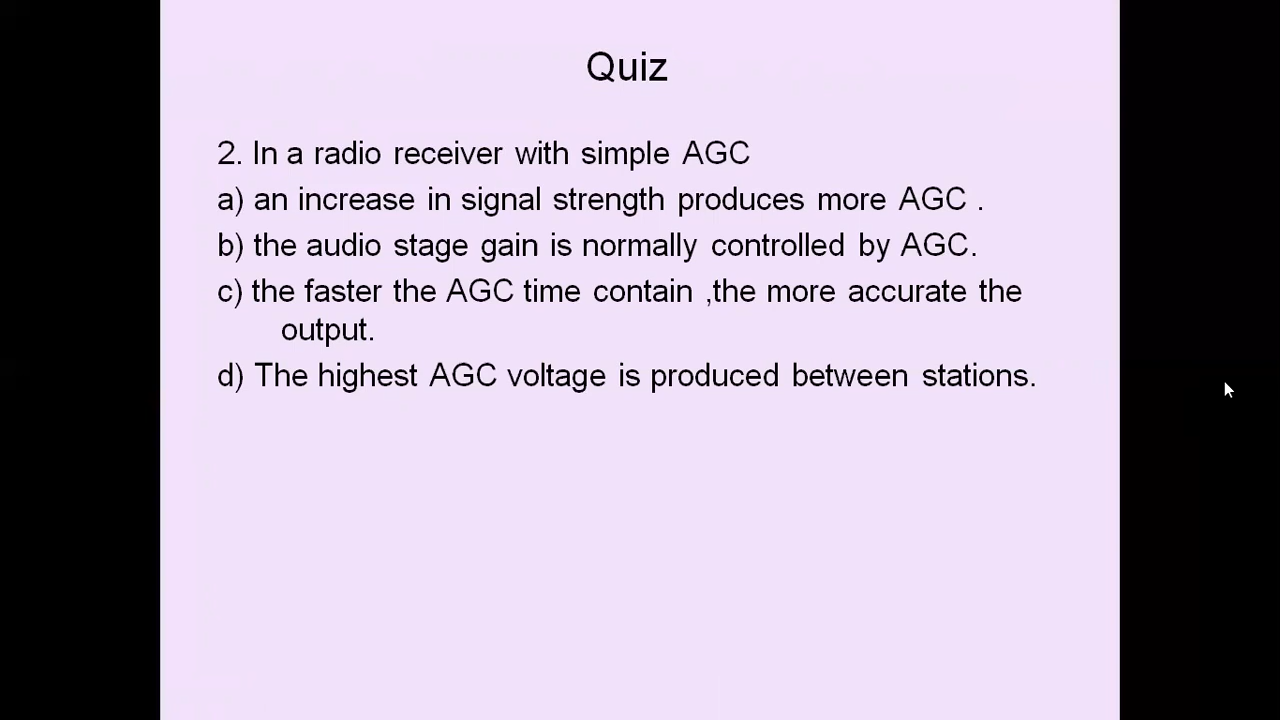 Quiz
2. In a radio receiver with simple AGC
a) an increase in signal strength produces more AGC .
b) the audio stage gain is normally controlled by AGC.
c) the faster the AGC time contain ,the more accurate the
output.
d) The highest AGC voltage is produced between stations.